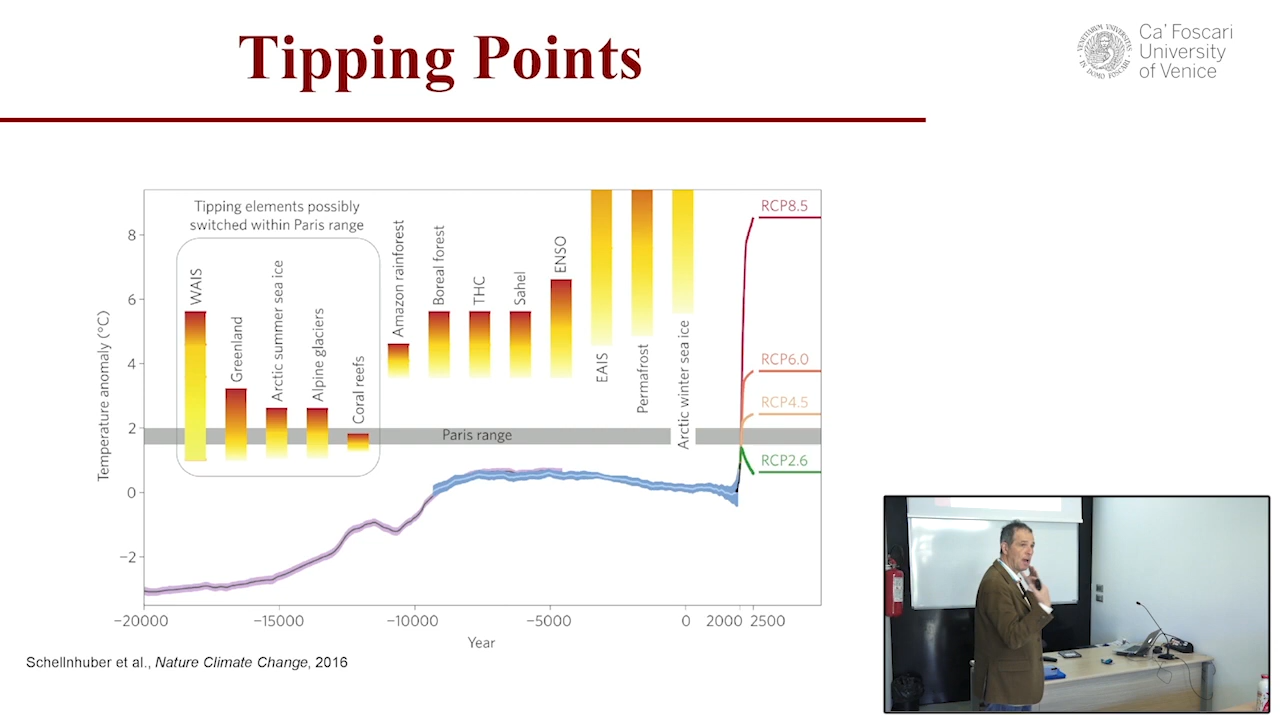 Tipping Points
Ca' Foscari
University
of Venice
Tipping elements possibly
switched within Paris range
WAIS
Greenland
Arctic summer sea ice
Alpine glaciers
Coral reefs
Amazon rainforest
Boreal forest
THC
Sahel
ENSO
EAIS
Permafrost
Arctic winter sea ice
RCP8.5
RCP6.0
RCP4.5
RCP2.6
Paris range
Temperature anomaly (°C)
8
6
4
2
0
−2
−20000
−15000
−10000
−5000
0
2000
2500
Year
Schellnhuber et al., Nature Climate Change, 2016